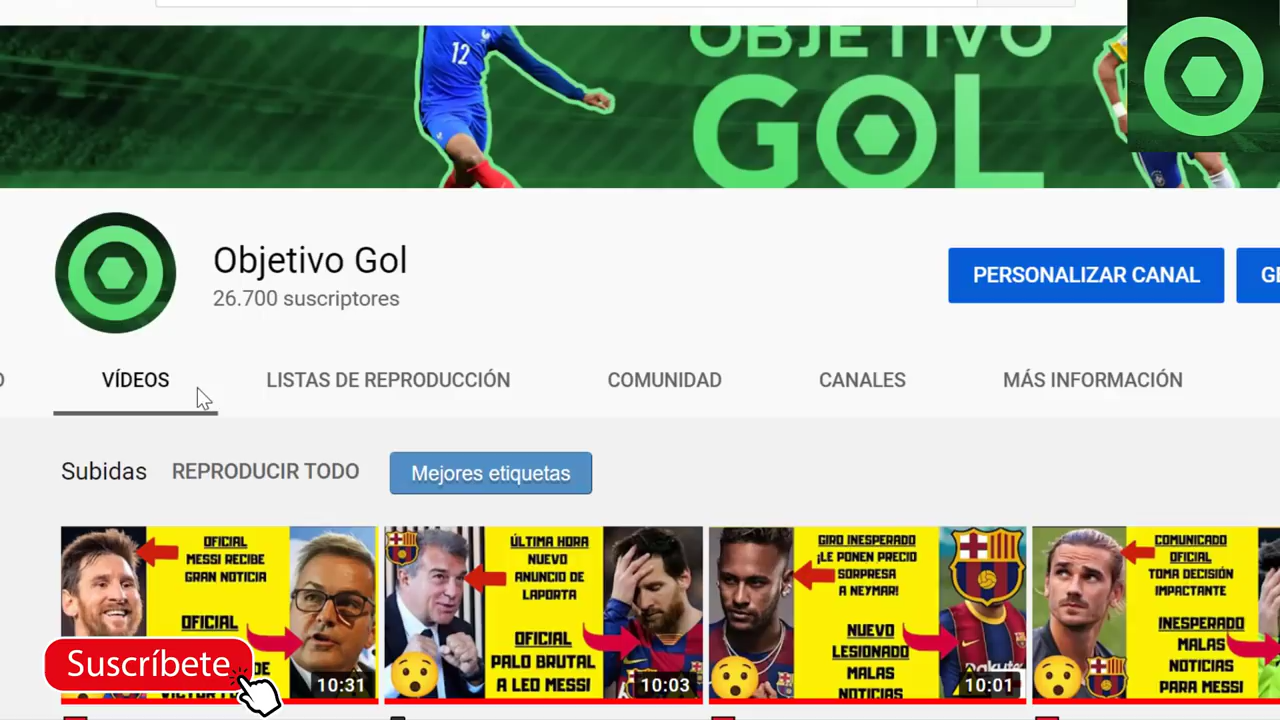 12
OBJETIVO
GOL
Objetivo Gol
26.700 suscriptores
PERSONALIZAR CANAL
VÍDEOS
LISTAS DE REPRODUCCIÓN
COMUNIDAD
CANALES
MÁS INFORMACIÓN
Subidas
REPRODUCIR TODO
Mejores etiquetas
OFICIAL
MESSI RECIBE
GRAN NOTICIA
OFICIAL
10:31
ÚLTIMA HORA
NUEVO
ANUNCIO DE
LAPORTA
OFICIAL
PALO BRUTAL
A LEO MESSI
10:03
GIRO INESPERADO
¡LE PONEN PRECIO
SORPRESA
A NEYMAR!
NUEVO
LESIONADO
MALAS
NOTICIAS
Rakuten
10:01
COMUNICADO
OFICIAL
TOMA DECISIÓN
IMPACTANTE
INESPERADO
MALAS
NOTICIAS
PARA MESSI
Suscríbete